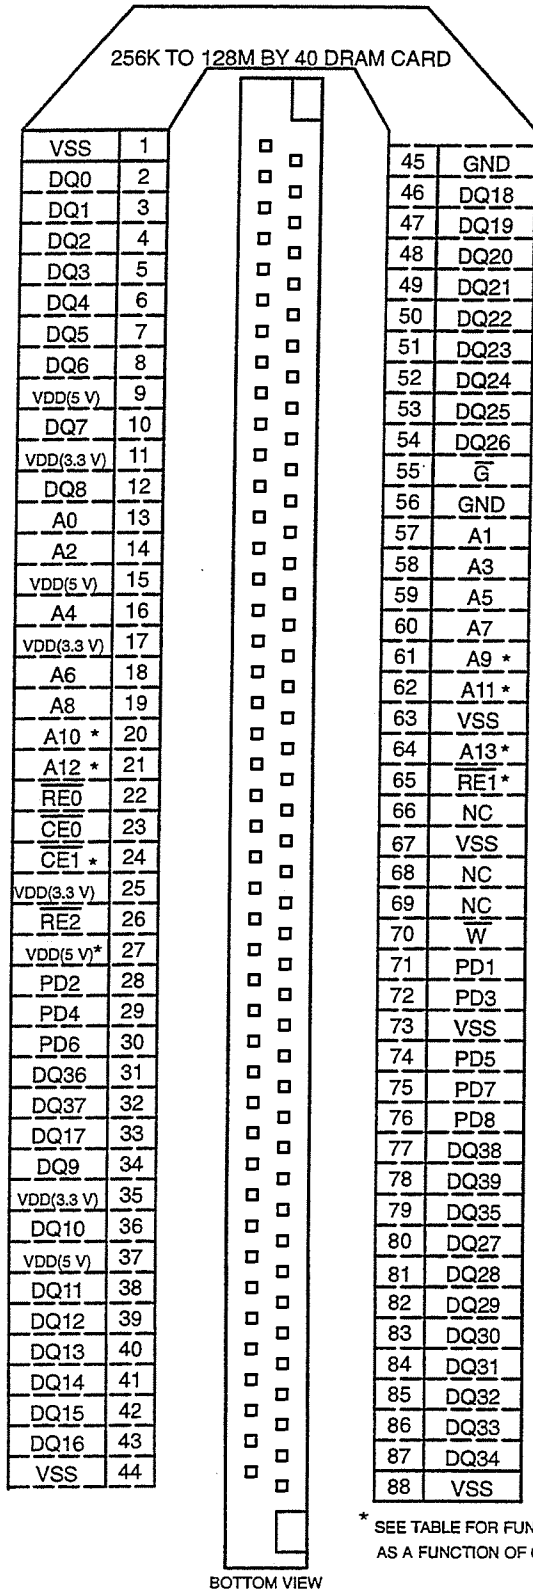 256K TO 128M BY 40 DRAM CARD
VSS 1
DQ0 2
DQ1 3
DQ2 4
DQ3 5
DQ4 6
DQ5 7
DQ6 8
VDD(5 V) 9
DQ7 10
VDD(3.3 V) 11
DQ8 12
A0 13
A2 14
VDD(5 V) 15
A4 16
VDD(3.3 V) 17
A6 18
A8 19
A10 * 20
A12 * 21
R̅E̅0̅ 22
C̅E̅0̅ 23
C̅E̅1̅ * 24
VDD(3.3 V) 25
R̅E̅2̅ 26
VDD(5 V)* 27
PD2 28
PD4 29
PD6 30
DQ36 31
DQ37 32
DQ17 33
DQ9 34
VDD(3.3 V) 35
DQ10 36
VDD(5 V) 37
DQ11 38
DQ12 39
DQ13 40
DQ14 41
DQ15 42
DQ16 43
VSS 44
45 GND
46 DQ18
47 DQ19
48 DQ20
49 DQ21
50 DQ22
51 DQ23
52 DQ24
53 DQ25
54 DQ26
55 G̅
56 GND
57 A1
58 A3
59 A5
60 A7
61 A9 *
62 A11 *
63 VSS
64 A13 *
65 R̅E̅1̅ *
66 NC
67 VSS
68 NC
69 NC
70 W̅
71 PD1
72 PD3
73 VSS
74 PD5
75 PD7
76 PD8
77 DQ38
78 DQ39
79 DQ35
80 DQ27
81 DQ28
82 DQ29
83 DQ30
84 DQ31
85 DQ32
86 DQ33
87 DQ34
88 VSS
* SEE TABLE FOR FUN
AS A FUNCTION OF
BOTTOM VIEW